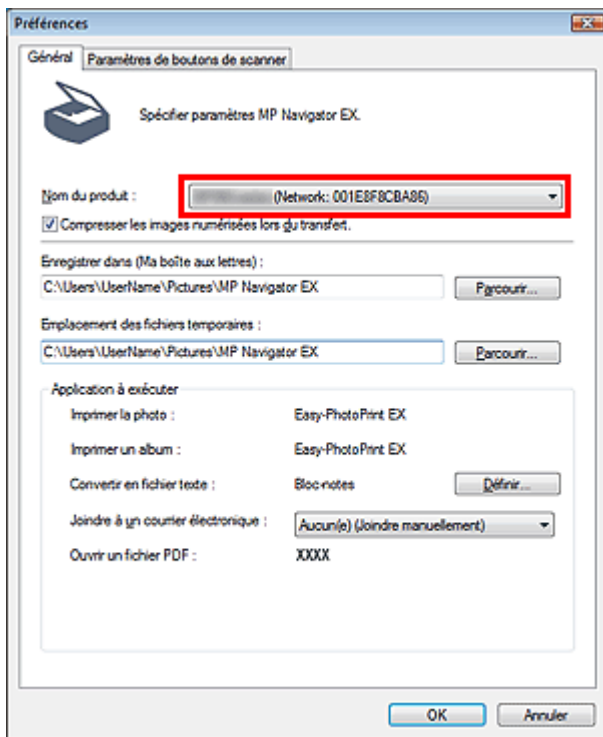 Préférences
Général Paramètres de boutons de scanner
Spécifier paramètres MP Navigator EX.
Nom du produit : (Network: 001E8F8CBA86)
Compresser les images numérisées lors du transfert.
Enregistrer dans (Ma boîte aux lettres) :
C:\Users\UserName\Pictures\MP Navigator EX Parcourir...
Emplacement des fichiers temporaires :
C:\Users\UserName\Pictures\MP Navigator EX Parcourir...
Application à exécuter
Imprimer la photo : Easy-PhotoPrint EX
Imprimer un album : Easy-PhotoPrint EX
Convertir en fichier texte : Bloc-notes Définir...
Joindre à un courrier électronique : Aucun(e) (Joindre manuellement)
Ouvrir un fichier PDF : XXXX
OK Annuler